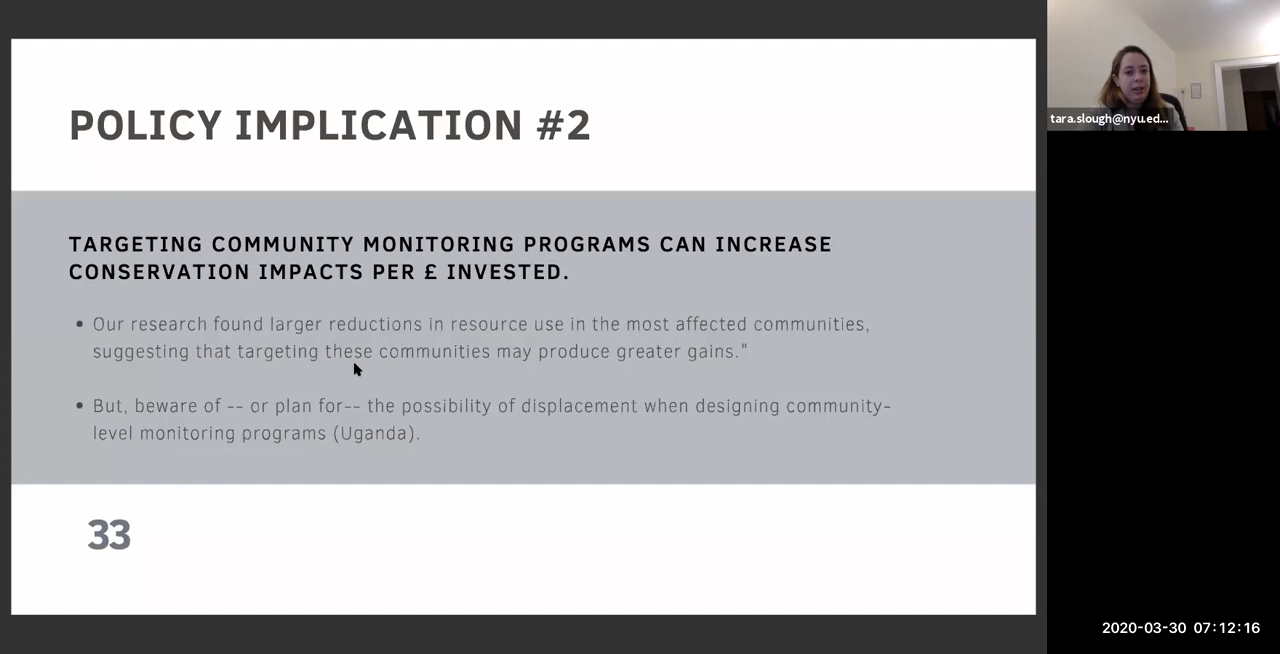 POLICY IMPLICATION #2
TARGETING COMMUNITY MONITORING PROGRAMS CAN INCREASE
CONSERVATION IMPACTS PER £ INVESTED.
• Our research found larger reductions in resource use in the most affected communities,
suggesting that targeting these communities may produce greater gains."
• But, beware of -- or plan for-- the possibility of displacement when designing community-
level monitoring programs (Uganda).
33
tara.slough@nyu.ed...
2020-03-30 07:12:16